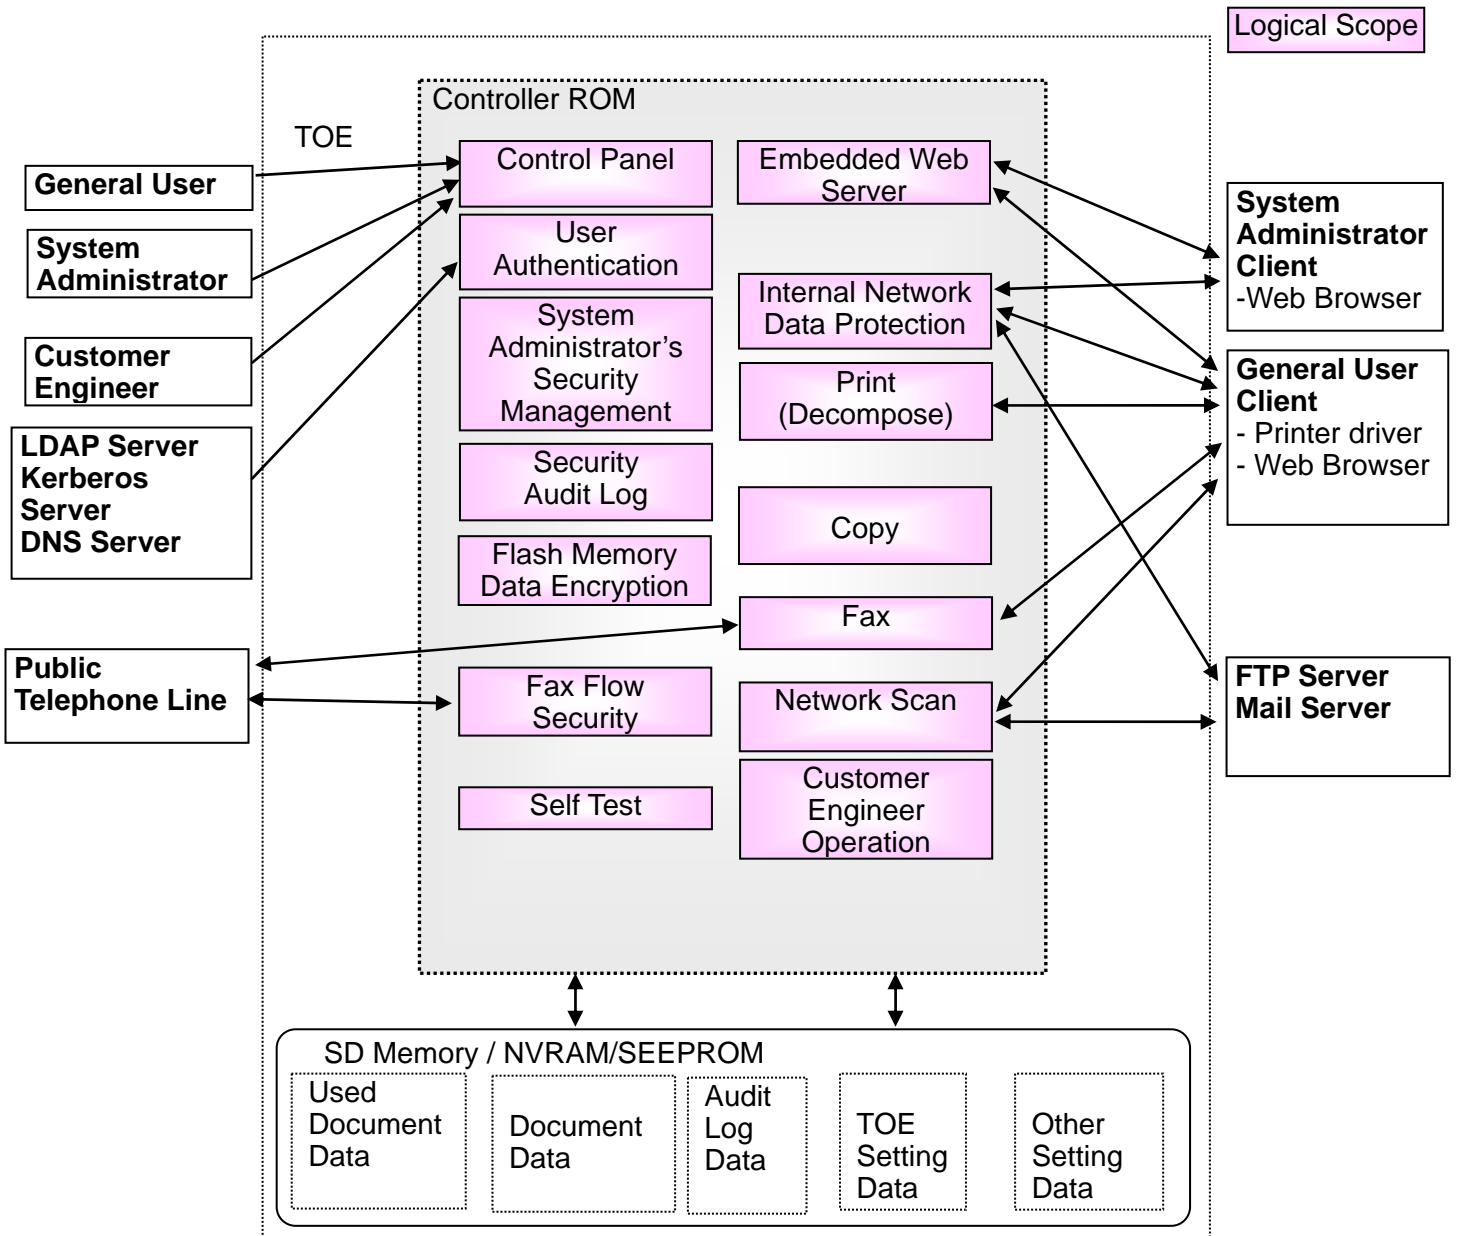 Logical Scope
Controller ROM
TOE
General User
System
Administrator
Customer
Engineer
LDAP Server
Kerberos
Server
DNS Server
Public
Telephone Line
Control Panel
User
Authentication
System
Administrator’s
Security
Management
Security
Audit Log
Flash Memory
Data Encryption
Fax Flow
Security
Self Test
Embedded Web
Server
Internal Network
Data Protection
Print
(Decompose)
Copy
Fax
Network Scan
Customer
Engineer
Operation
System
Administrator
Client
-Web Browser
General User
Client
- Printer driver
- Web Browser
FTP Server
Mail Server
SD Memory / NVRAM/SEEPROM
Used
Document
Data
Document
Data
Audit
Log
Data
TOE
Setting
Data
Other
Setting
Data